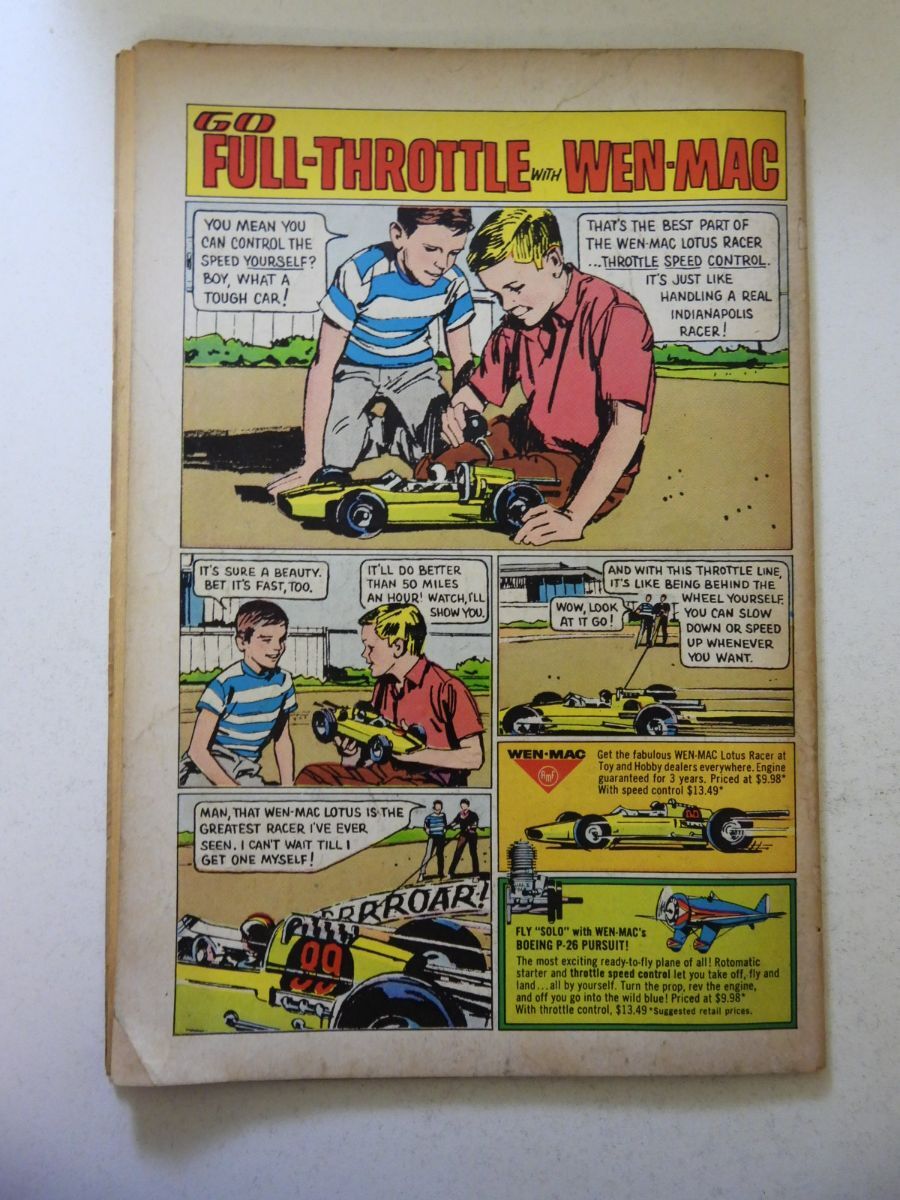 GO
FULL-THROTTLE WITH WEN-MAC
YOU MEAN YOU
CAN CONTROL THE
SPEED YOURSELF?
BOY, WHAT A
TOUGH CAR!
THAT'S THE BEST PART OF
THE WEN-MAC LOTUS RACER
...THROTTLE SPEED CONTROL.
IT'S JUST LIKE
HANDLING A REAL
INDIANAPOLIS
RACER!
IT'S SURE A BEAUTY.
BET IT'S FAST, TOO.
IT'LL DO BETTER
THAN 50 MILES
AN HOUR! WATCH, I'LL
SHOW YOU.
WOW, LOOK
AT IT GO!
AND WITH THIS THROTTLE LINE,
IT'S LIKE BEING BEHIND THE
WHEEL YOURSELF.
YOU CAN SLOW
DOWN OR SPEED
UP WHENEVER
YOU WANT.
MAN, THAT WEN-MAC LOTUS IS THE
GREATEST RACER I'VE EVER
SEEN. I CAN'T WAIT TILL I
GET ONE MYSELF!
RRRROAR!
99
WEN-MAC
AMF
Get the fabulous WEN-MAC Lotus Racer at
Toy and Hobby dealers everywhere. Engine
guaranteed for 3 years. Priced at $9.98*
With speed control $13.49*
FLY "SOLO" with WEN-MAC's
BOEING P-26 PURSUIT!
The most exciting ready-to-fly plane of all! Rotomatic
starter and throttle speed control let you take off, fly and
land...all by yourself. Turn the prop, rev the engine,
and off you go into the wild blue! Priced at $9.98*
With throttle control, $13.49 *Suggested retail prices.